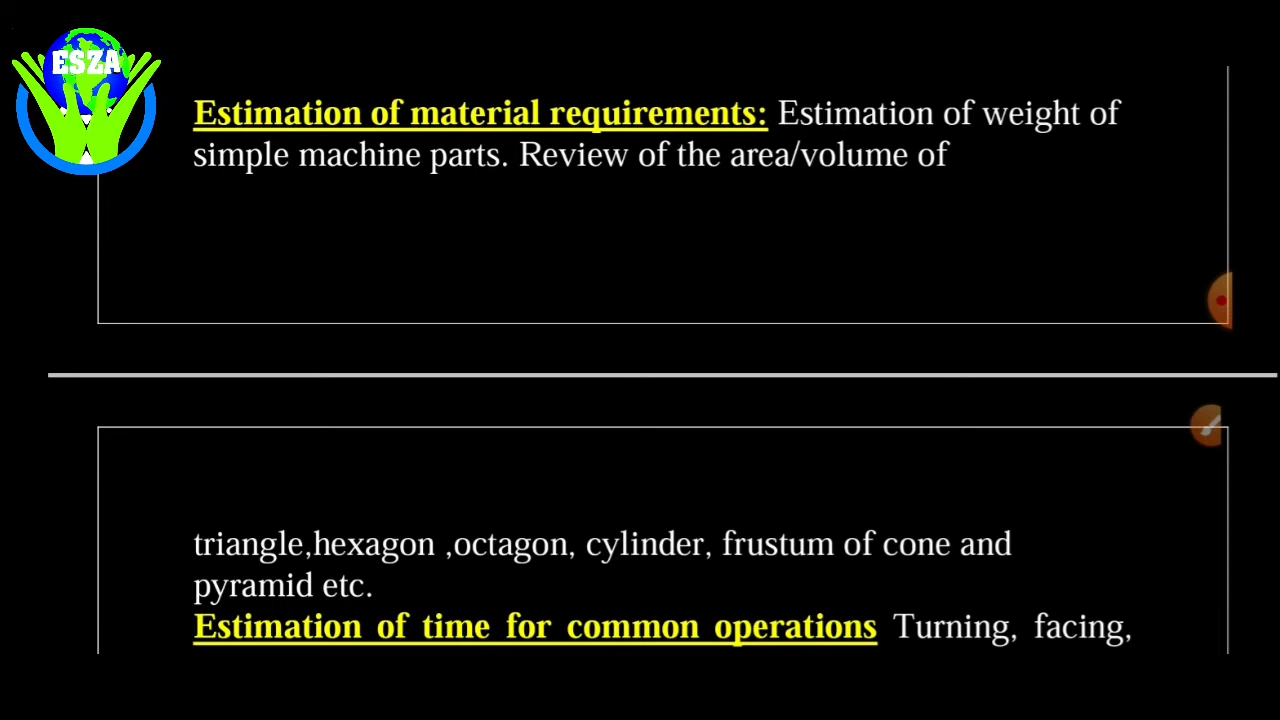 ESZA
Estimation of material requirements: Estimation of weight of
simple machine parts. Review of the area/volume of
triangle,hexagon ,octagon, cylinder, frustum of cone and
pyramid etc.
Estimation of time for common operations Turning, facing,